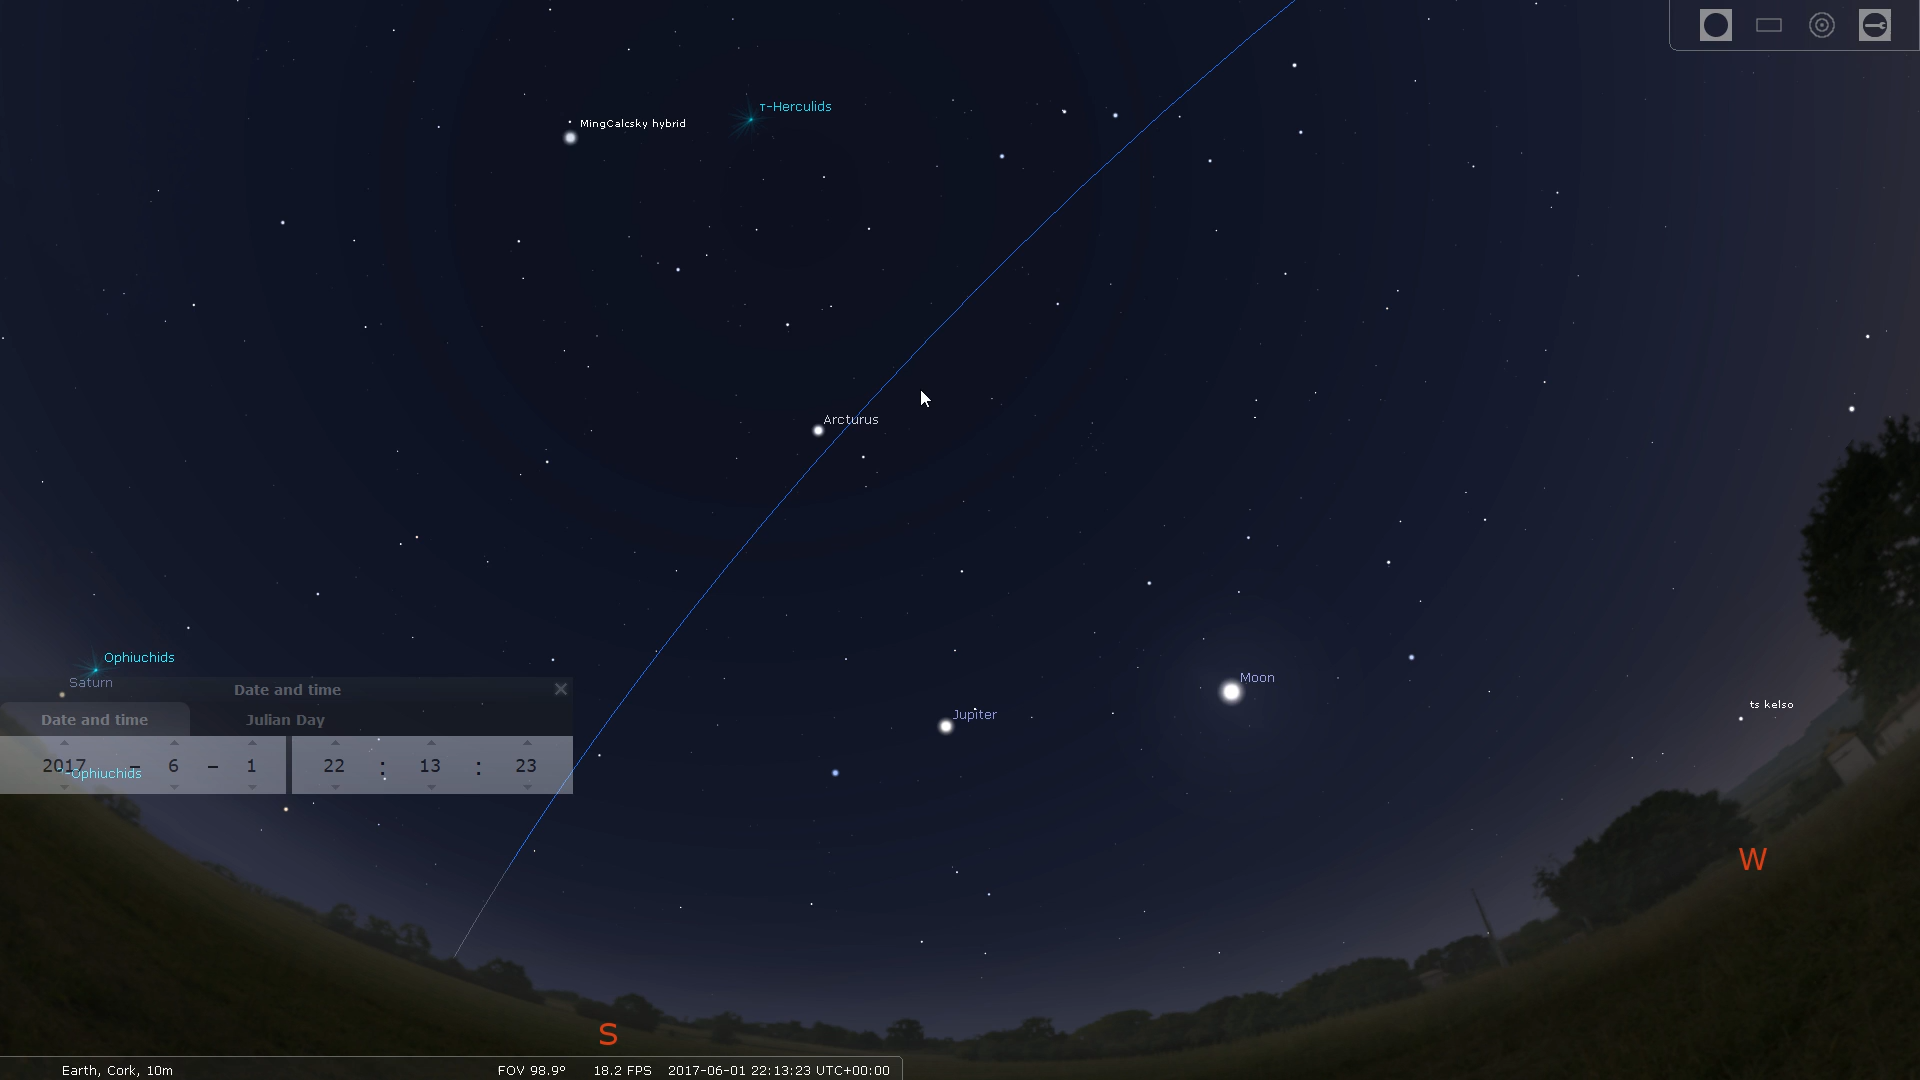 τ-Herculids
MingCalcsky hybrid
Arcturus
Ophiuchids
Saturn
Moon
Date and time
Date and time Julian Day
ts kelso
Jupiter
2017 – 6 – 1 22 : 13 : 23
-Ophiuchids
W
S
Earth, Cork, 10m FOV 98.9° 18.2 FPS 2017-06-01 22:13:23 UTC+00:00